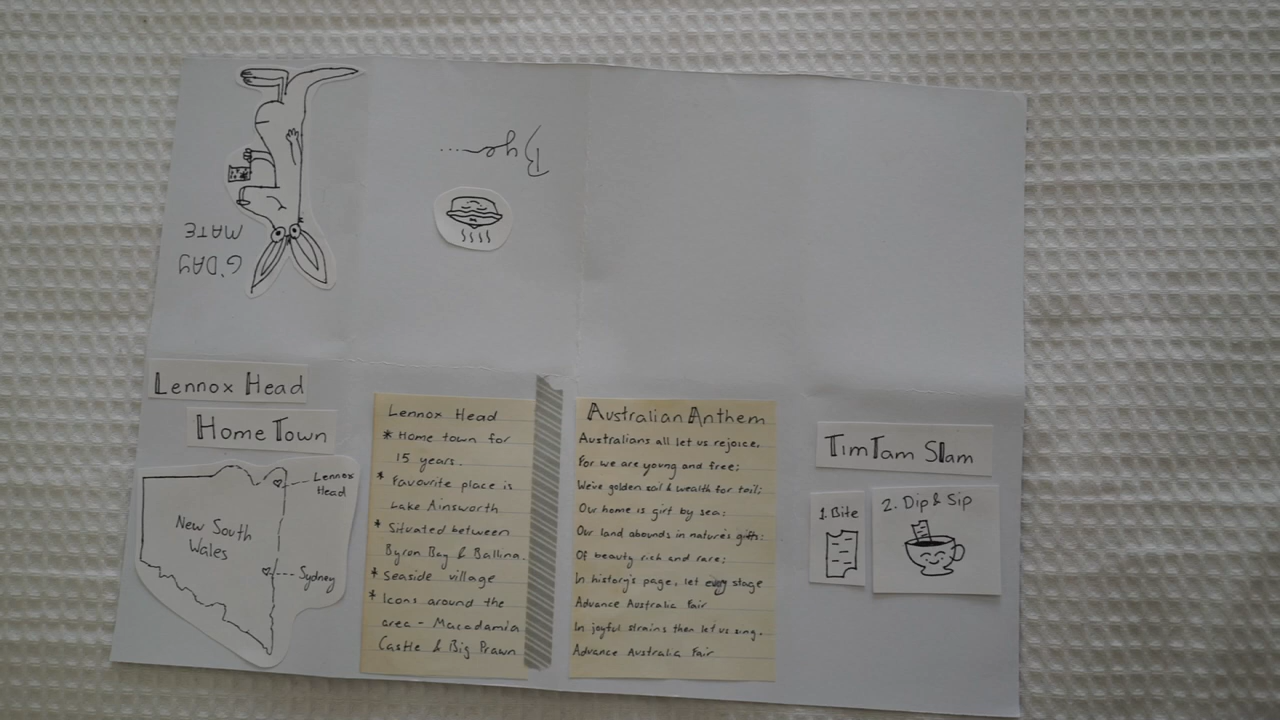 G'DAY
MATE
Bye....
Lennox Head
Home Town
New South
Wales
Lennox
Head
Sydney
Lennox Head
* Home town for
15 years.
* Favourite place is
Lake Ainsworth
* Situated between
Byron Bay & Ballina.
* Seaside village
* Icons around the
area - Macadamia
Castle & Big Prawn
Australian Anthem
Australians all let us rejoice,
For we are young and free;
We've golden soil & wealth for toil;
Our home is girt by sea:
Our land abounds in nature's gifts:
Of beauty rich and rare;
In history's page, let every stage
Advance Australia Fair
In joyful strains then let us sing.
Advance Australia Fair
TimTam Slam
1. Bite
2. Dip & Sip